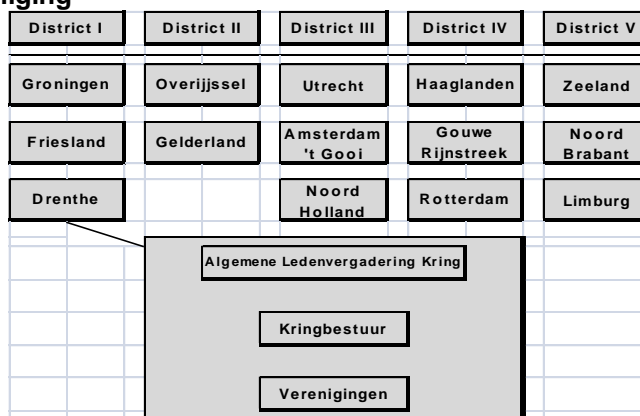 District I District II District III District IV District V
Groningen Overijssel Utrecht Haaglanden Zeeland
Friesland Gelderland Amsterdam 't Gooi Gouwe Rijnstreek Noord Brabant
Drenthe Noord Holland Rotterdam Limburg
Algemene Ledenvergadering Kring
Kringbestuur
Verenigingen